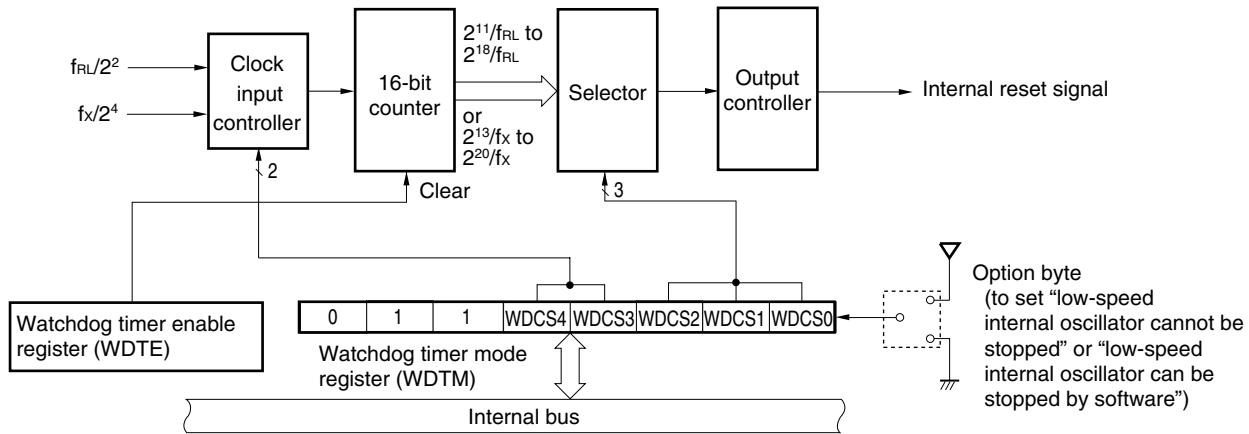 fRL/2²
fx/2⁴
Clock
input
controller
2
16-bit
counter
Clear
2¹¹/fRL to
2¹⁸/fRL
or
2¹³/fx to
2²⁰/fx
Selector
3
Output
controller
Internal reset signal
Watchdog timer enable
register (WDTE)
0 1 1 WDCS4 WDCS3 WDCS2 WDCS1 WDCS0
Watchdog timer mode
register (WDTM)
Option byte
(to set “low-speed
internal oscillator cannot be
stopped” or “low-speed
internal oscillator can be
stopped by software”)
Internal bus